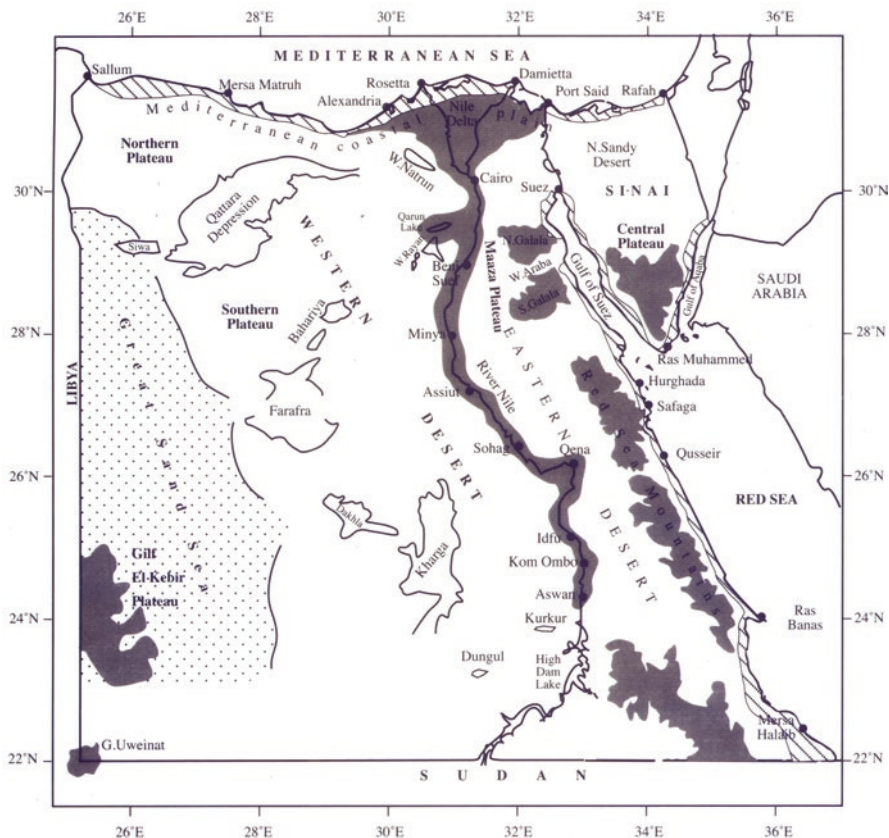 26°E 28°E 30°E 32°E 34°E 36°E
MEDITERRANEAN SEA
Sallum
Mersa Matruh
Rosetta
Damietta
Alexandria
Port Said
Rafah
Mediterranean coastal plain
Nile
Delta
Northern
Plateau
N.Sandy
Desert
W.Natrun
Cairo
Suez
SINAI
30°N 30°N
Qattara
Depression
Qarun
Lake
N.Galala
Central
Plateau
Siwa
W.Rayan
Beni
Suef
Maaza Plateau
W.Araba
S.Galala
Gulf of Suez
Gulf of Aqaba
SAUDI
ARABIA
WESTERN
DESERT
Southern
Plateau
Bahariya
28°N 28°N
Minya
EASTERN
DESERT
Ras Muhammed
Hurghada
Safaga
LIBYA
Great Sand Sea
Farafra
Assiut
River Nile
Red Sea Mountains
Sohag
Qena
Qusseir
26°N 26°N
RED SEA
Dakhla
Kharga
Idfu
Kom Ombo
Gilf
El-Kebir
Plateau
Aswan
24°N 24°N
Kurkur
Ras
Banas
Dungul
High
Dam
Lake
G.Uweinat
Mersa
Halaib
22°N 22°N
SUDAN
26°E 28°E 30°E 32°E 34°E 36°E